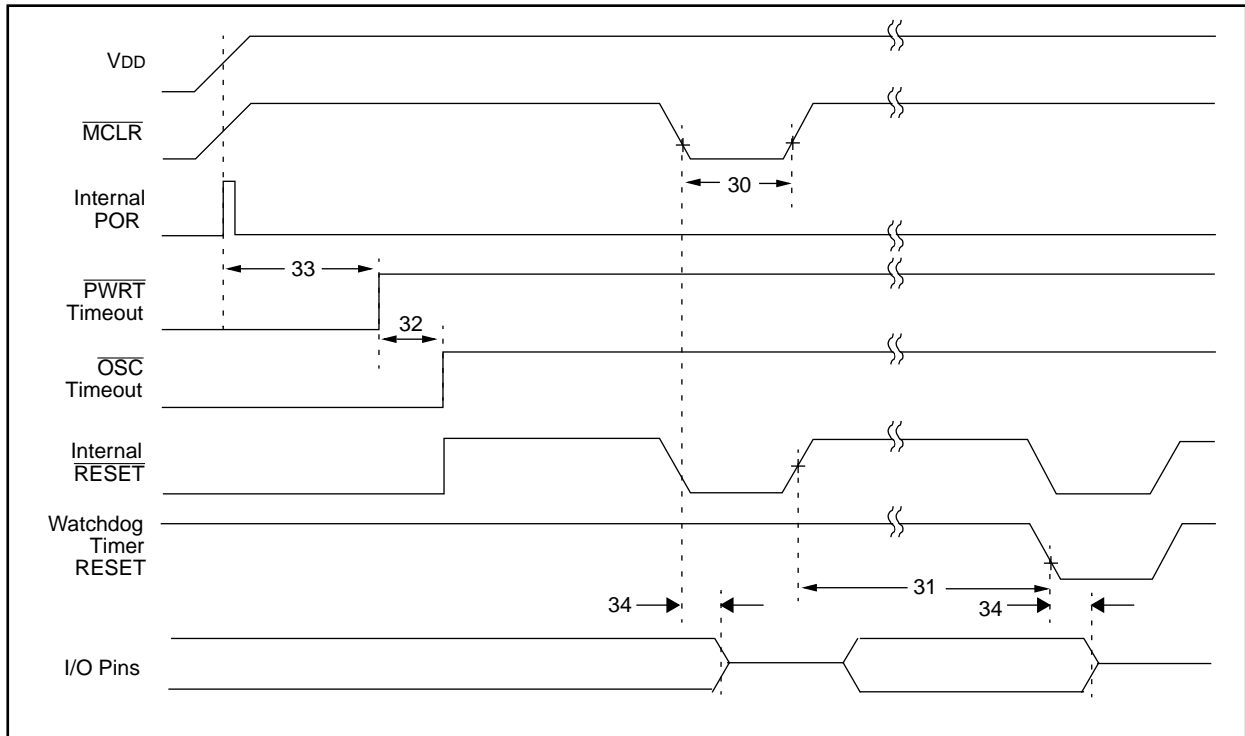 VDD
MCLR
30
Internal
POR
33
PWRT
Timeout
32
OSC
Timeout
Internal
RESET
Watchdog
Timer
RESET
31
34
34
I/O Pins